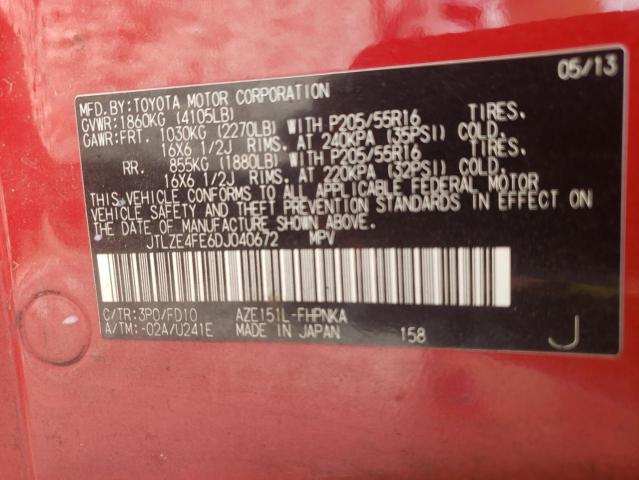 05/13
MFD. BY: TOYOTA MOTOR CORPORATION
GVWR: 1860KG (4105LB)
GAWR: FRT. 1030KG (2270LB) WITH P205/55R16 TIRES.
16X6 1/2J RIMS. AT 240KPA (35PSI) COLD.
RR. 855KG (1880LB) WITH P205/55R16 TIRES.
16X6 1/2J RIMS. AT 220KPA (32PSI) COLD.
THIS VEHICLE CONFORMS TO ALL APPLICABLE FEDERAL MOTOR
VEHICLE SAFETY AND THEFT PREVENTION STANDARDS IN EFFECT ON
THE DATE OF MANUFACTURE SHOWN ABOVE.
JTLZE4FE6DJ040672 MPV
C/TR: 3P0/FD10 AZE151L-FHPNKA
A/TM: -02A/U241E MADE IN JAPAN 158 J